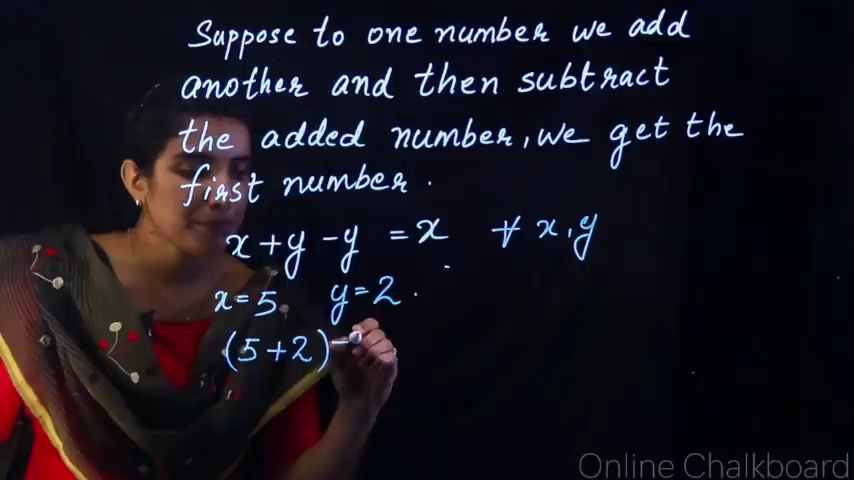 Suppose to one number we add
another and then subtract
the added number, we get the
first number.
x + y - y = x ∀ x, y
x = 5 y = 2.
(5+2) -
Online Chalkboard